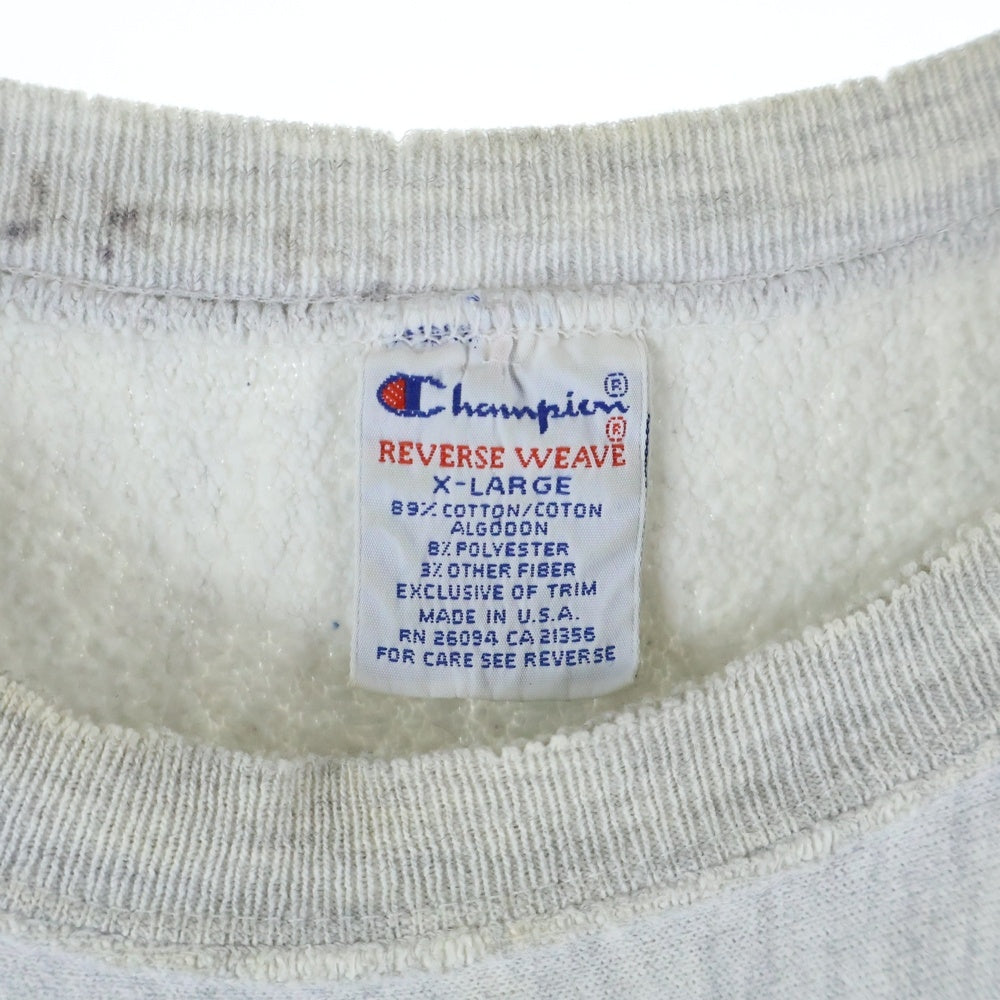 Champion®
REVERSE WEAVE®
X-LARGE
89% COTTON/COTON
ALGODON
8% POLYESTER
3% OTHER FIBER
EXCLUSIVE OF TRIM
MADE IN U.S.A.
RN 26094 CA 21356
FOR CARE SEE REVERSE